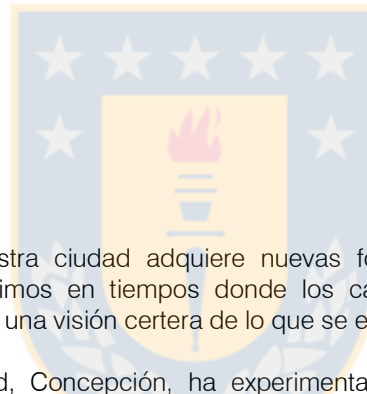 stra ciudad adquiere nuevas fo
imos en tiempos donde los ca
una visión certera de lo que se e
d, Concepción, ha experimenta